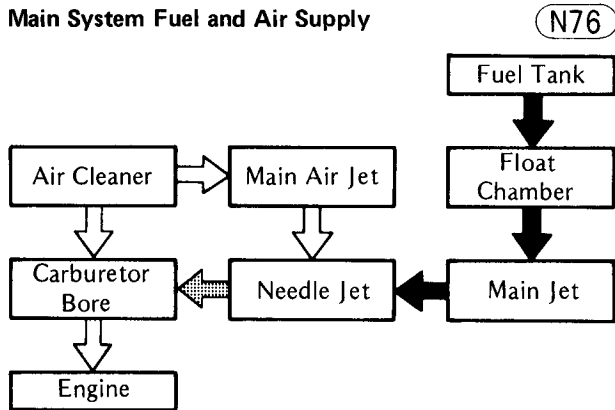 Main System Fuel and Air Supply
N76
Fuel Tank
Air Cleaner
Main Air Jet
Float
Chamber
Carburetor
Bore
Needle Jet
Main Jet
Engine